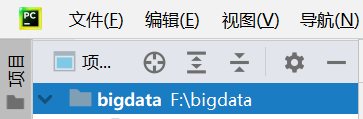 PC 文件(F) 编辑(E) 视图(V) 导航(N)
项目
项...
bigdata F:\bigdata